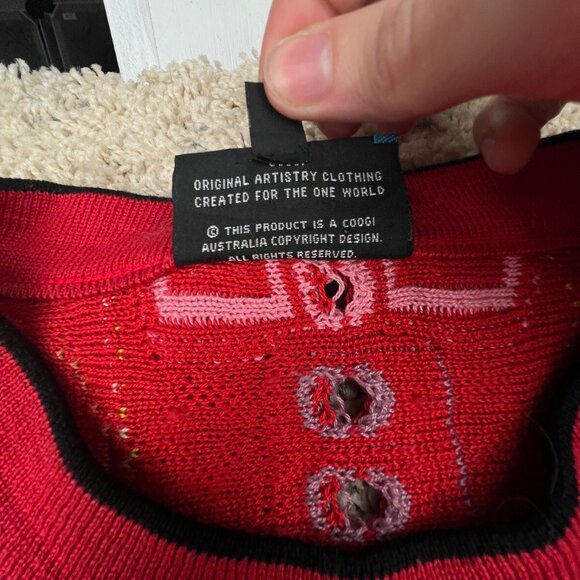 ORIGINAL ARTISTRY CLOTHING
CREATED FOR THE ONE WORLD
© THIS PRODUCT IS A COOGI
AUSTRALIA COPYRIGHT DESIGN.
ALL RIGHTS RESERVED.